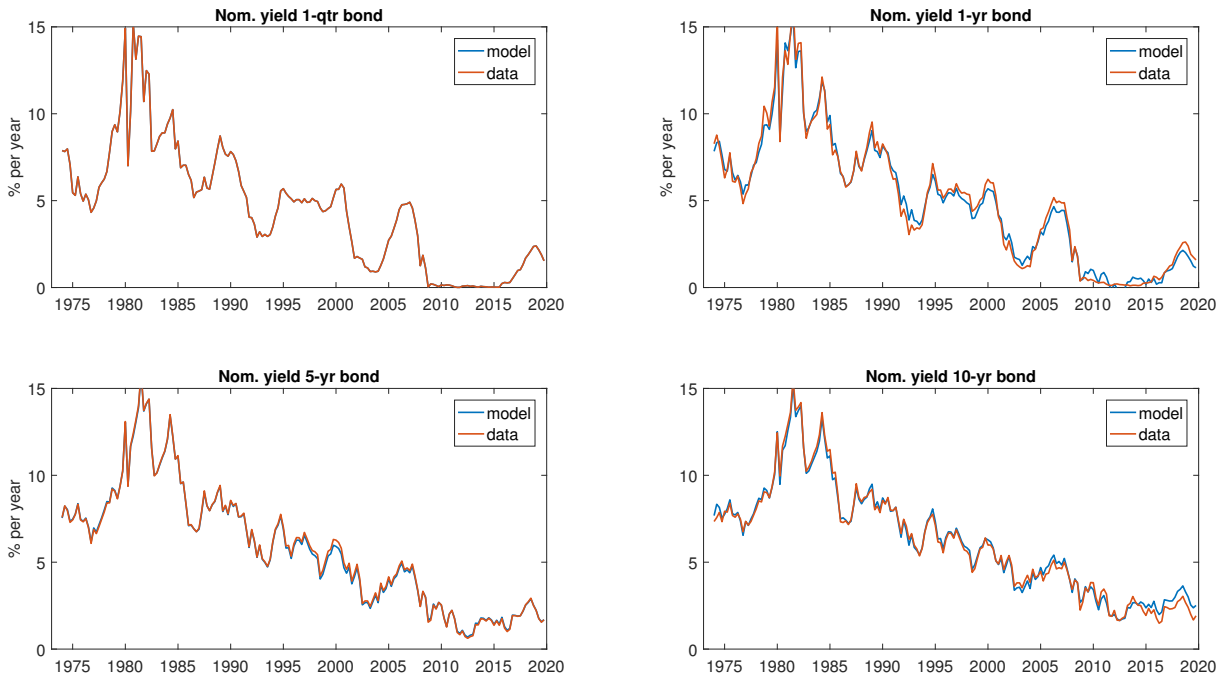 Nom. yield 1-qtr bond
15
10
5
0
% per year
model
data
1975 1980 1985 1990 1995 2000 2005 2010 2015 2020
Nom. yield 1-yr bond
15
10
5
0
% per year
model
data
1975 1980 1985 1990 1995 2000 2005 2010 2015 2020
Nom. yield 5-yr bond
15
10
5
0
% per year
model
data
1975 1980 1985 1990 1995 2000 2005 2010 2015 2020
Nom. yield 10-yr bond
15
10
5
0
% per year
model
data
1975 1980 1985 1990 1995 2000 2005 2010 2015 2020